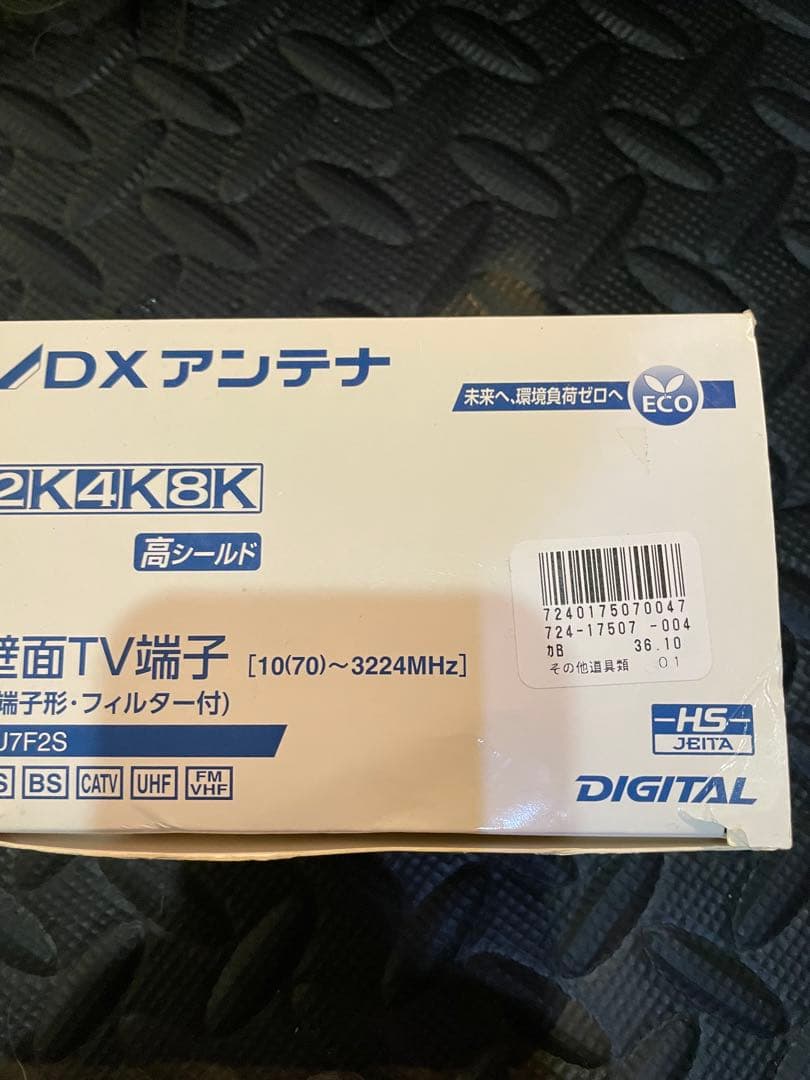 DXアンテナ
未来へ、環境負荷ゼロへ
ECO
2K4K8K
高シールド
7240175070047
724-17507 -004
カB 36.10
その他道具類 01
壁面TV端子 [10(70)～3224MHz]
端子形・フィルター付)
J7F2S
S BS CATV UHF FM VHF
HS
JEITA
DIGITAL